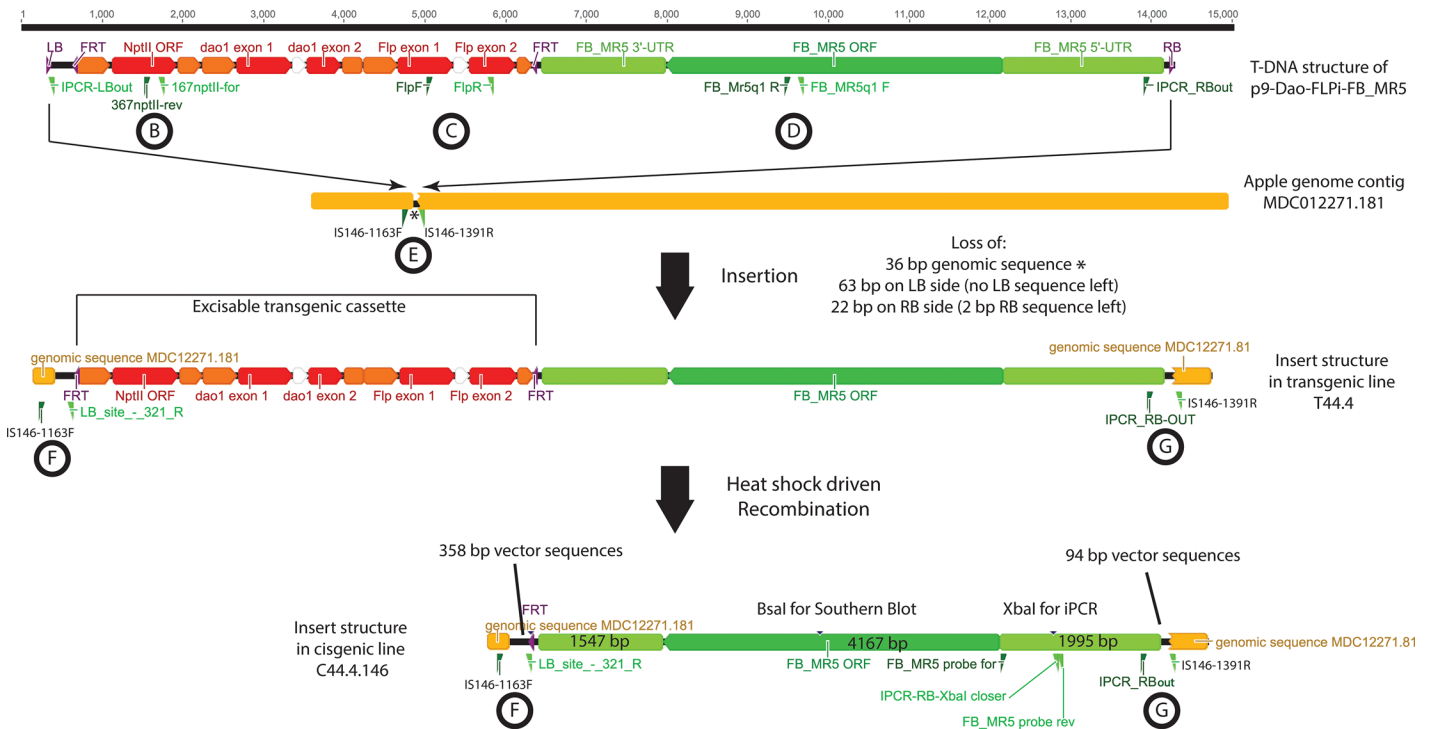 1 1,000 2,000 3,000 4,000 5,000 6,000 7,000 8,000 9,000 10,000 11,000 12,000 13,000 14,000 15,000
LB FRT NptII ORF dao1 exon 1 dao1 exon 2 Flp exon 1 Flp exon 2 FRT FB_MR5 3'-UTR FB_MR5 ORF FB_MR5 5'-UTR RB
T-DNA structure of
p9-Dao-FLPi-FB_MR5
IPCR-LBout 167nptII-for FlpF FlpR FB_Mr5q1 R FB_MR5q1 F IPCR_RBout
367nptII-rev
B C D
Apple genome contig
MDC012271.181
*
IS146-1163F IS146-1391R
E
Loss of:
36 bp genomic sequence *
63 bp on LB side (no LB sequence left)
22 bp on RB side (2 bp RB sequence left)
Insertion
Excisable transgenic cassette
genomic sequence MDC12271.181
genomic sequence MDC12271.81
Insert structure
in transgenic line
T44.4
FRT NptII ORF dao1 exon 1 dao1 exon 2 Flp exon 1 Flp exon 2 FRT FB_MR5 ORF
LB_site_-_321_R
IS146-1163F
IPCR_RB-OUT
IS146-1391R
F G
Heat shock driven
Recombination
358 bp vector sequences
94 bp vector sequences
FRT
BsaI for Southern Blot
XbaI for iPCR
Insert structure
in cisgenic line
C44.4.146
genomic sequence MDC12271.181
1547 bp 4167 bp 1995 bp
genomic sequence MDC12271.81
LB_site_-_321_R FB_MR5 ORF FB_MR5 probe for IS146-1391R
IS146-1163F IPCR_RBout
IPCR-RB-XbaI closer
FB_MR5 probe rev
F G